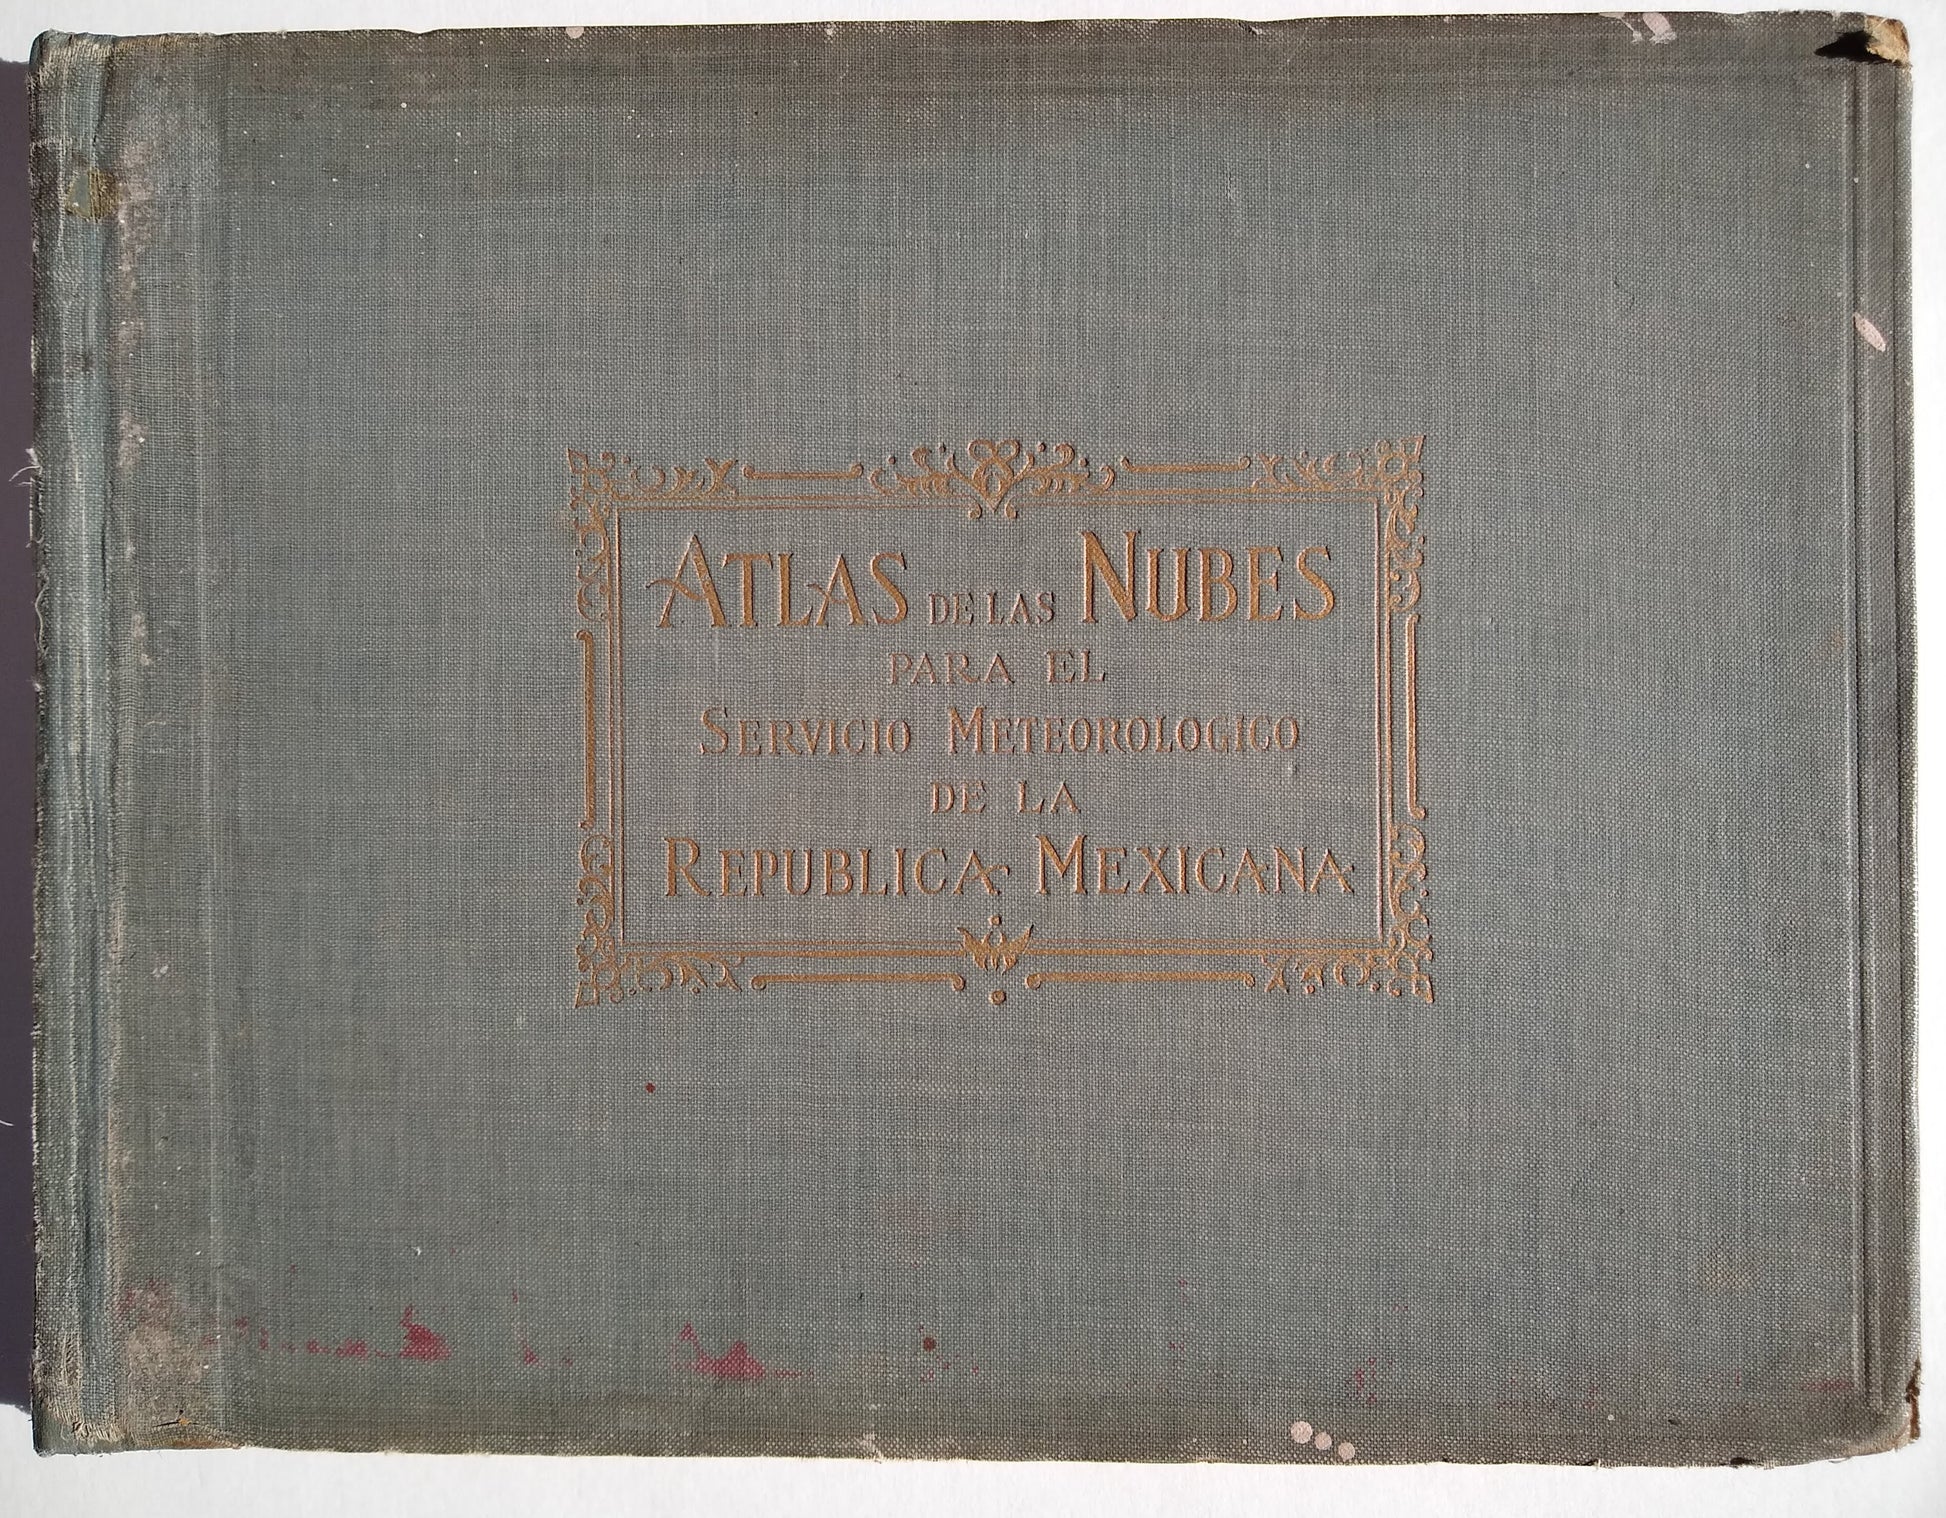 ATLAS DE LAS NUBES
PARA EL
SERVICIO METEOROLOGICO
DE LA
REPUBLICA MEXICANA